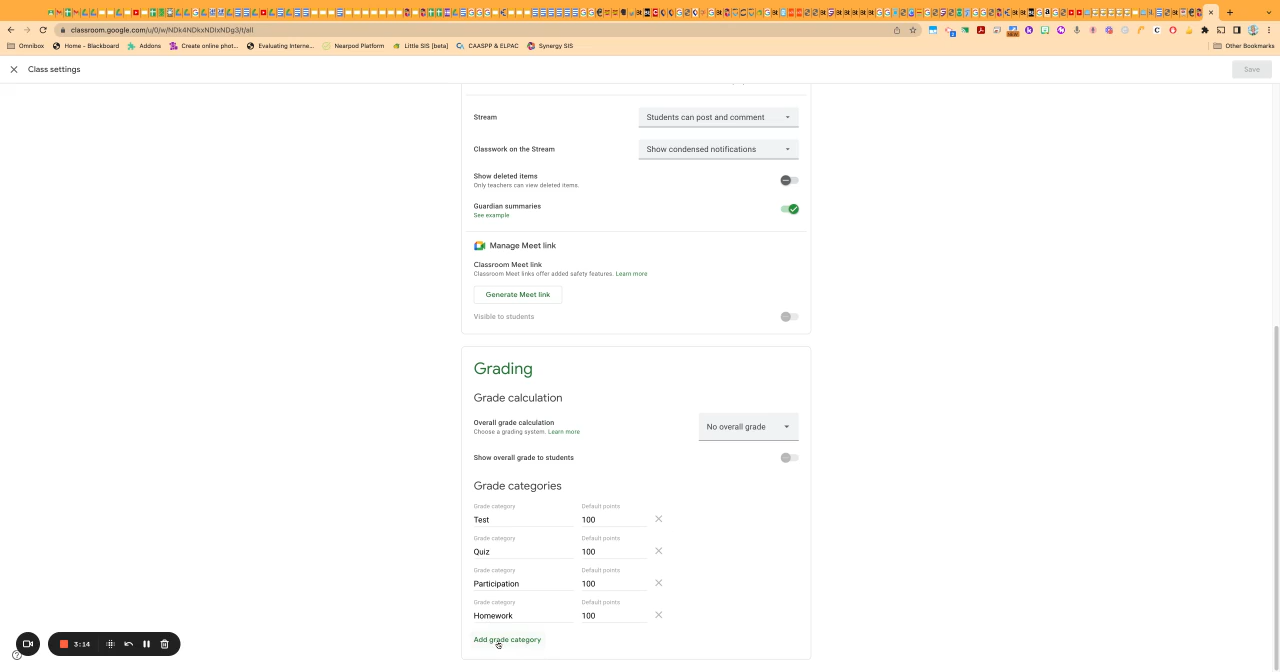 classroom.google.com/u/0/w/NDk4NDkxNDIxNDg3/t/all
Omnibox Home - Blackboard Addons Create online phot... Evaluating Interne... Nearpod Platform Little SIS [beta] CAASPP & ELPAC Synergy SIS Other Bookmarks
Class settings Save
Stream Students can post and comment
Classwork on the Stream Show condensed notifications
Show deleted items
Only teachers can view deleted items.
Guardian summaries
See example
Manage Meet link
Classroom Meet link
Classroom Meet links offer added safety features. Learn more
Generate Meet link
Visible to students
Grading
Grade calculation
Overall grade calculation
Choose a grading system. Learn more
No overall grade
Show overall grade to students
Grade categories
Grade category Default points
Test 100
Grade category Default points
Quiz 100
Grade category Default points
Participation 100
Grade category Default points
Homework 100
Add grade category
3:14